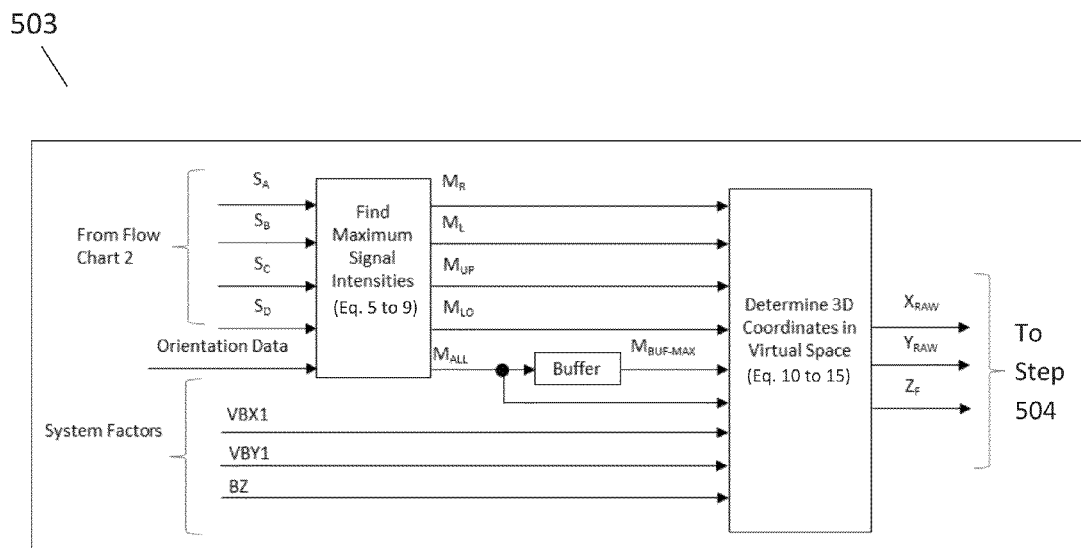 503
From Flow
Chart 2
S_A
S_B
S_C
S_D
Orientation Data
System Factors
VBX1
VBY1
BZ
Find
Maximum
Signal
Intensities
(Eq. 5 to 9)
M_R
M_L
M_UP
M_LO
M_ALL
Buffer
M_BUF-MAX
Determine 3D
Coordinates in
Virtual Space
(Eq. 10 to 15)
X_RAW
Y_RAW
Z_F
To
Step
504